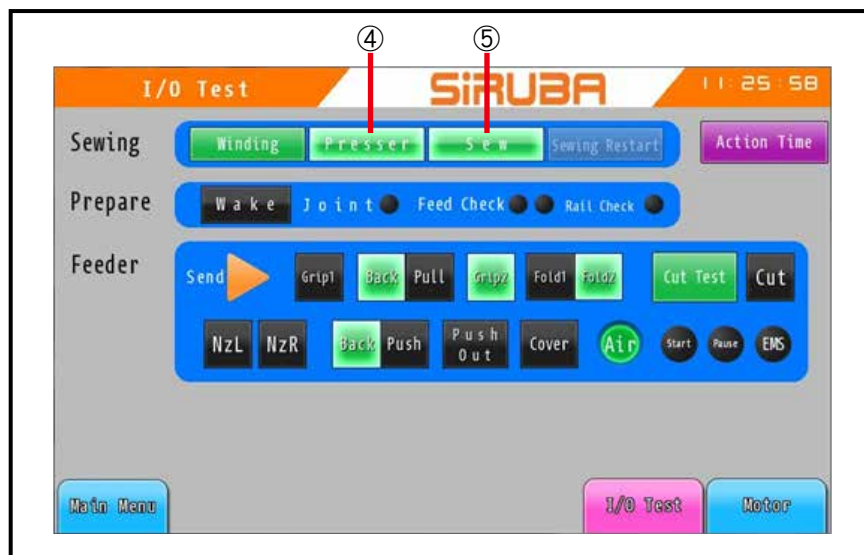 ④ ⑤
I/O Test SiRUBA 11:25:58
Sewing Winding Presser Sew Sewing Restart Action Time
Prepare Wake Joint Feed Check Rail Check
Feeder Send Grip1 Back Pull Grip2 Fold1 Fold2 Cut Test Cut
NzL NzR Back Push Push Out Cover Air Start Pause EMS
Main Menu I/O Test Motor